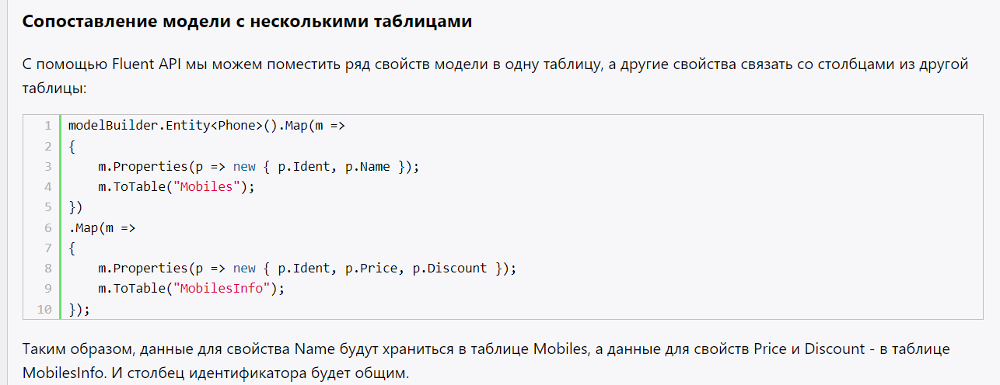 Сопоставление модели с несколькими таблицами
С помощью Fluent API мы можем поместить ряд свойств модели в одну таблицу, а другие свойства связать со столбцами из другой
таблицы:
1 modelBuilder.Entity<Phone>().Map(m =>
2 {
3     m.Properties(p => new { p.Ident, p.Name });
4     m.ToTable("Mobiles");
5 })
6 .Map(m =>
7 {
8     m.Properties(p => new { p.Ident, p.Price, p.Discount });
9     m.ToTable("MobilesInfo");
10 });
Таким образом, данные для свойства Name будут храниться в таблице Mobiles, а данные для свойств Price и Discount - в таблице
MobilesInfo. И столбец идентификатора будет общим.